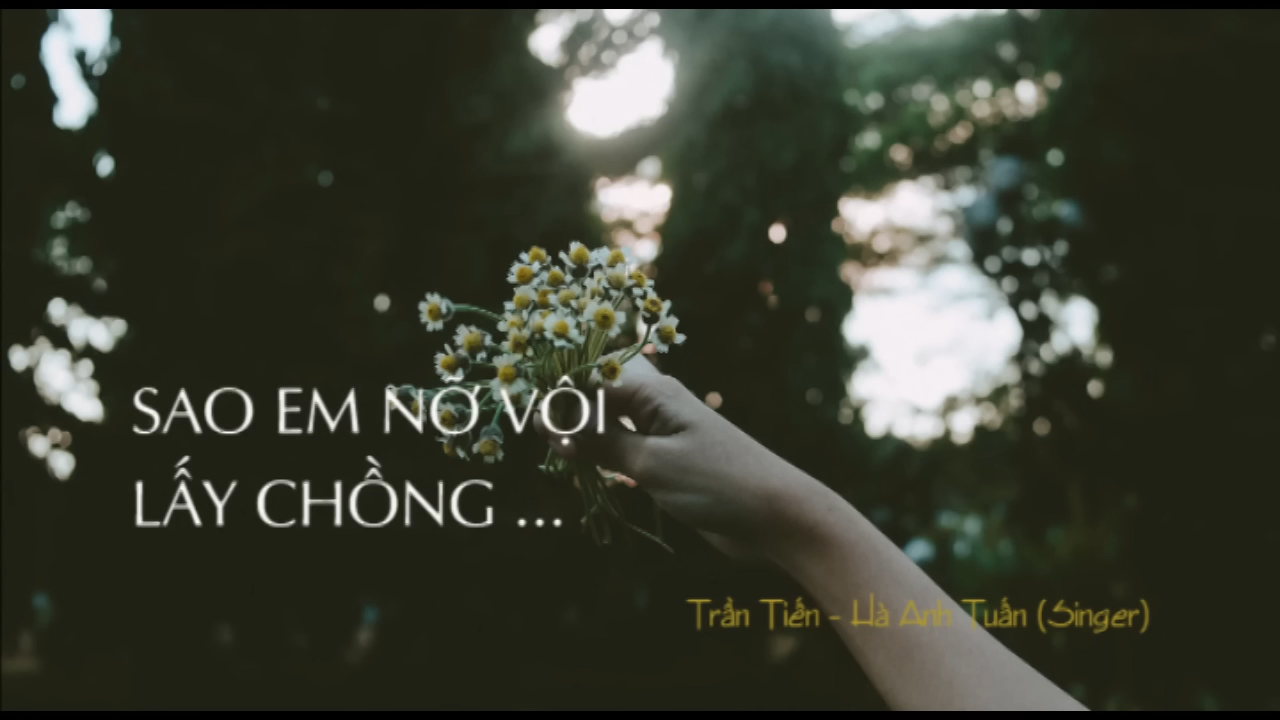 SAO EM NỠ VỘI
LẤY CHỒNG ...
Trần Tiến - Hà Anh Tuấn (Singer)